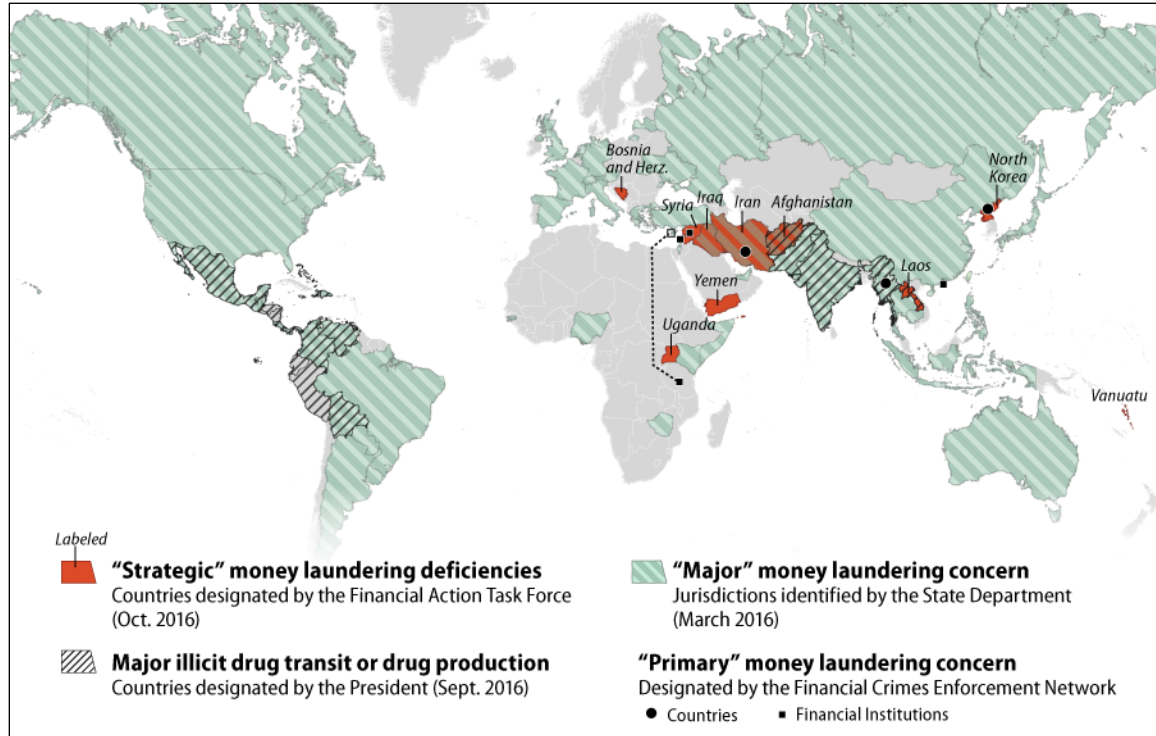 Bosnia
and Herz.
North
Korea
Syria
Iraq
Iran
Afghanistan
Laos
Yemen
Uganda
Vanuatu
Labeled
“Strategic” money laundering deficiencies
Countries designated by the Financial Action Task Force
(Oct. 2016)
“Major” money laundering concern
Jurisdictions identified by the State Department
(March 2016)
Major illicit drug transit or drug production
Countries designated by the President (Sept. 2016)
“Primary” money laundering concern
Designated by the Financial Crimes Enforcement Network
Countries
Financial Institutions